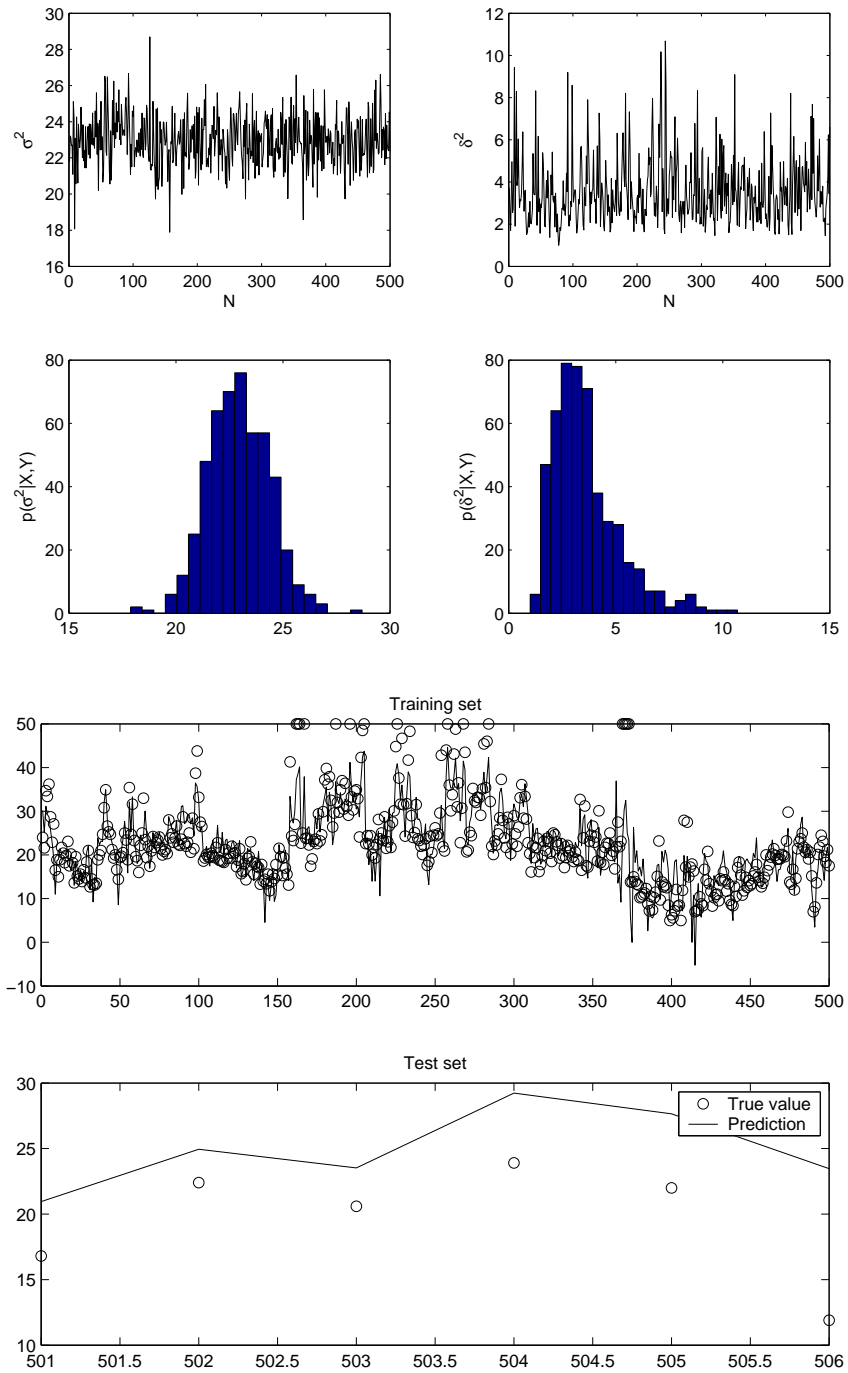 30
28
26
24
22
20
18
16
σ²
0 100 200 300 400 500
N
12
10
8
6
4
2
0
δ²
0 100 200 300 400 500
N
80
60
40
20
0
p(σ²|X,Y)
15 20 25 30
80
60
40
20
0
p(δ²|X,Y)
0 5 10 15
Training set
50
40
30
20
10
0
−10
0 50 100 150 200 250 300 350 400 450 500
Test set
30
25
20
15
10
True value
Prediction
501 501.5 502 502.5 503 503.5 504 504.5 505 505.5 506